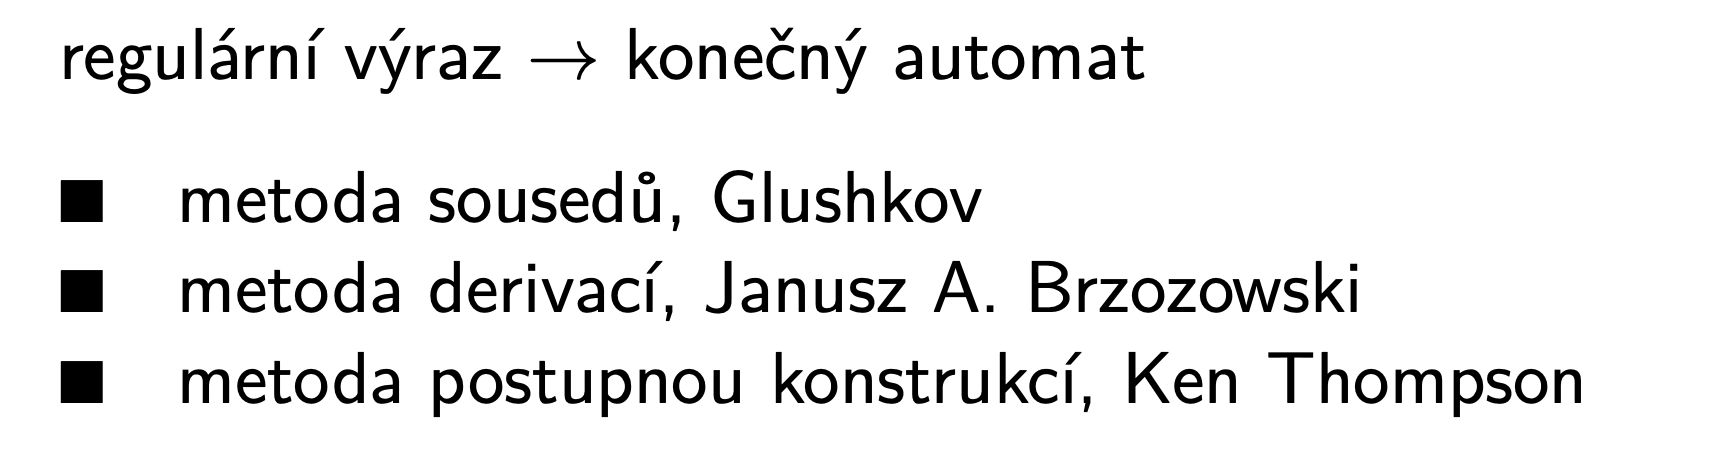 regulární výraz → konečný automat
■ metoda sousedů, Glushkov
■ metoda derivací, Janusz A. Brzozowski
■ metoda postupnou konstrukcí, Ken Thompson